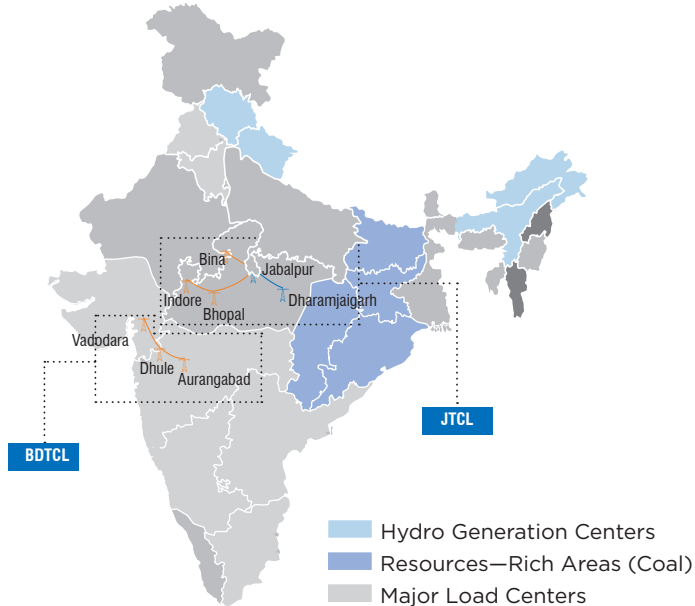 Bina
Jabalpur
Indore
Dharamjaigarh
Bhopal
Vadodara
Dhule
Aurangabad
JTCL
BDTCL
Hydro Generation Centers
Resources—Rich Areas (Coal)
Major Load Centers